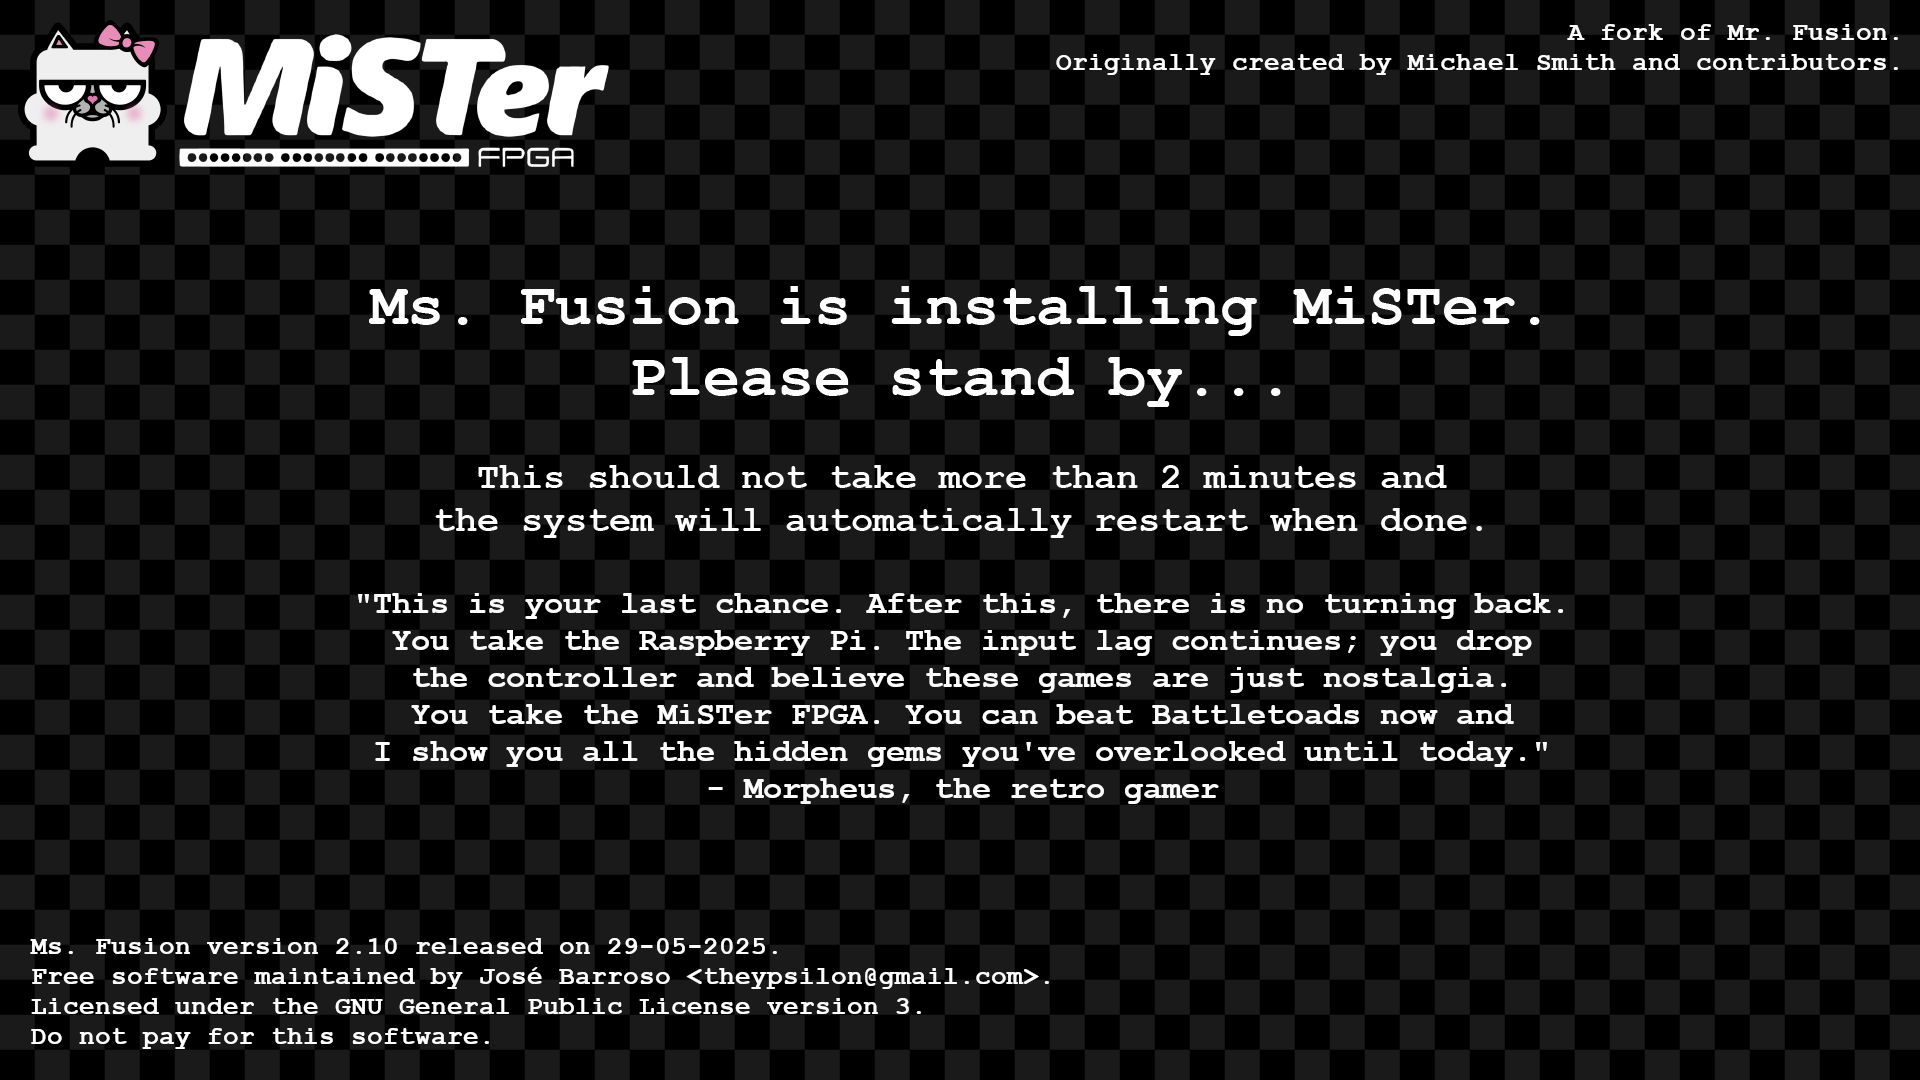 MiSTer
FPGA
A fork of Mr. Fusion.
Originally created by Michael Smith and contributors.
Ms. Fusion is installing MiSTer.
Please stand by...
This should not take more than 2 minutes and
the system will automatically restart when done.
"This is your last chance. After this, there is no turning back.
You take the Raspberry Pi. The input lag continues; you drop
the controller and believe these games are just nostalgia.
You take the MiSTer FPGA. You can beat Battletoads now and
I show you all the hidden gems you've overlooked until today."
- Morpheus, the retro gamer
Ms. Fusion version 2.10 released on 29-05-2025.
Free software maintained by José Barroso <theypsilon@gmail.com>.
Licensed under the GNU General Public License version 3.
Do not pay for this software.